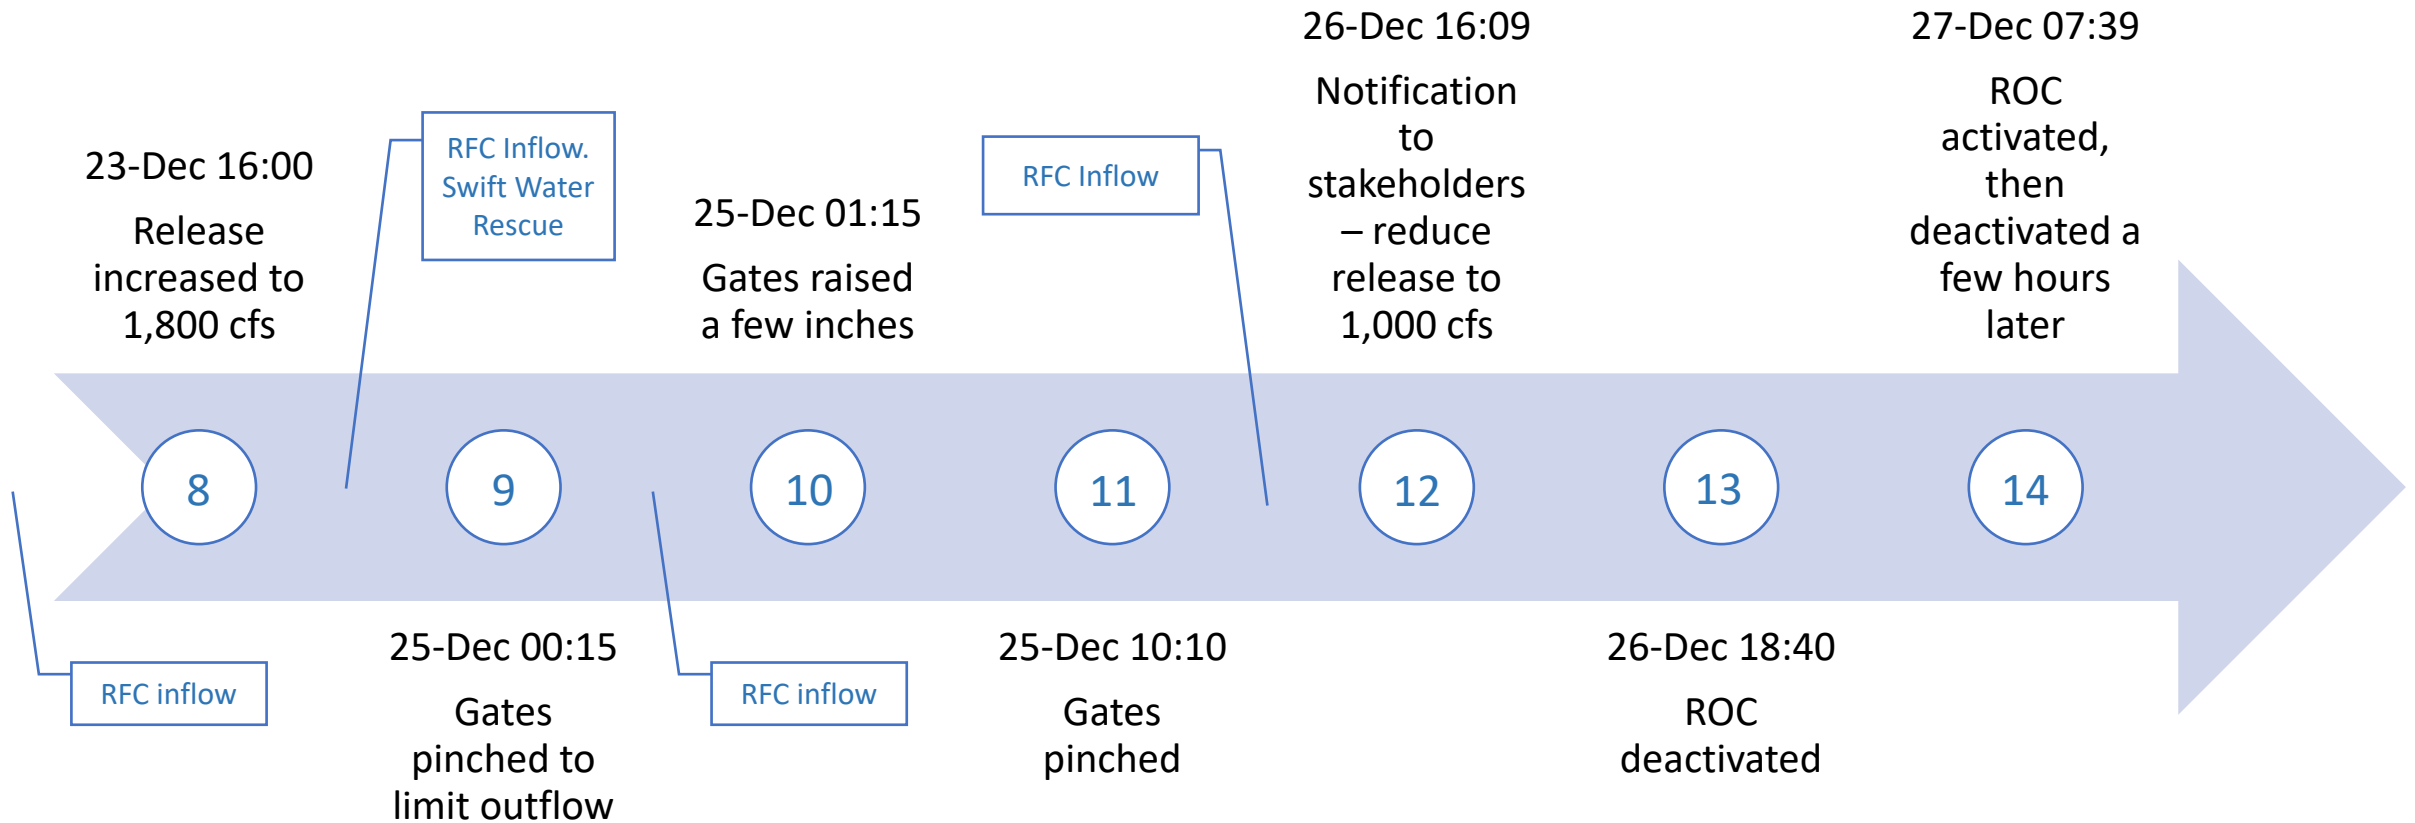 23-Dec 16:00
Release
increased to
1,800 cfs
RFC Inflow.
Swift Water
Rescue
25-Dec 01:15
Gates raised
a few inches
RFC Inflow
26-Dec 16:09
Notification
to
stakeholders
– reduce
release to
1,000 cfs
27-Dec 07:39
ROC
activated,
then
deactivated a
few hours
later
8
9
10
11
12
13
14
RFC inflow
25-Dec 00:15
Gates
pinched to
limit outflow
RFC inflow
25-Dec 10:10
Gates
pinched
26-Dec 18:40
ROC
deactivated